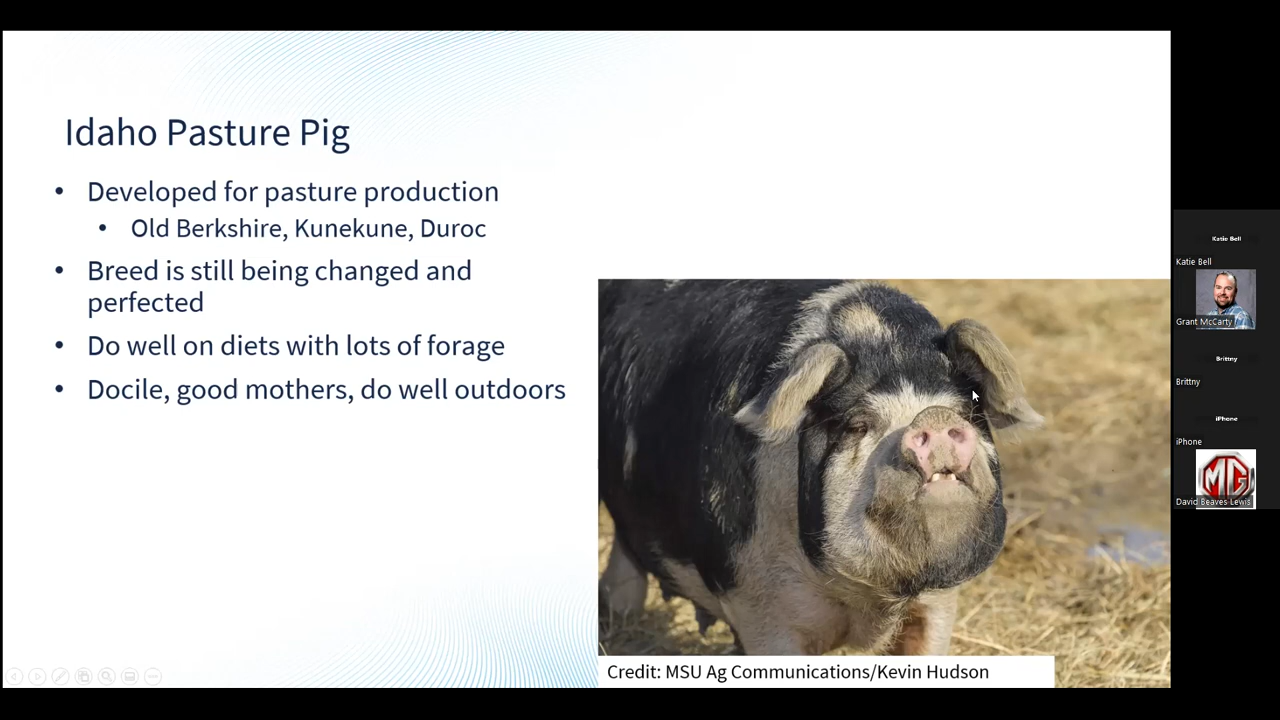 Idaho Pasture Pig
• Developed for pasture production
• Old Berkshire, Kunekune, Duroc
• Breed is still being changed and
perfected
• Do well on diets with lots of forage
• Docile, good mothers, do well outdoors
Credit: MSU Ag Communications/Kevin Hudson
Katie Bell
Katie Bell
Grant McCarty
Brittny
Brittny
iPhone
iPhone
MG
David Beaves-Lewis